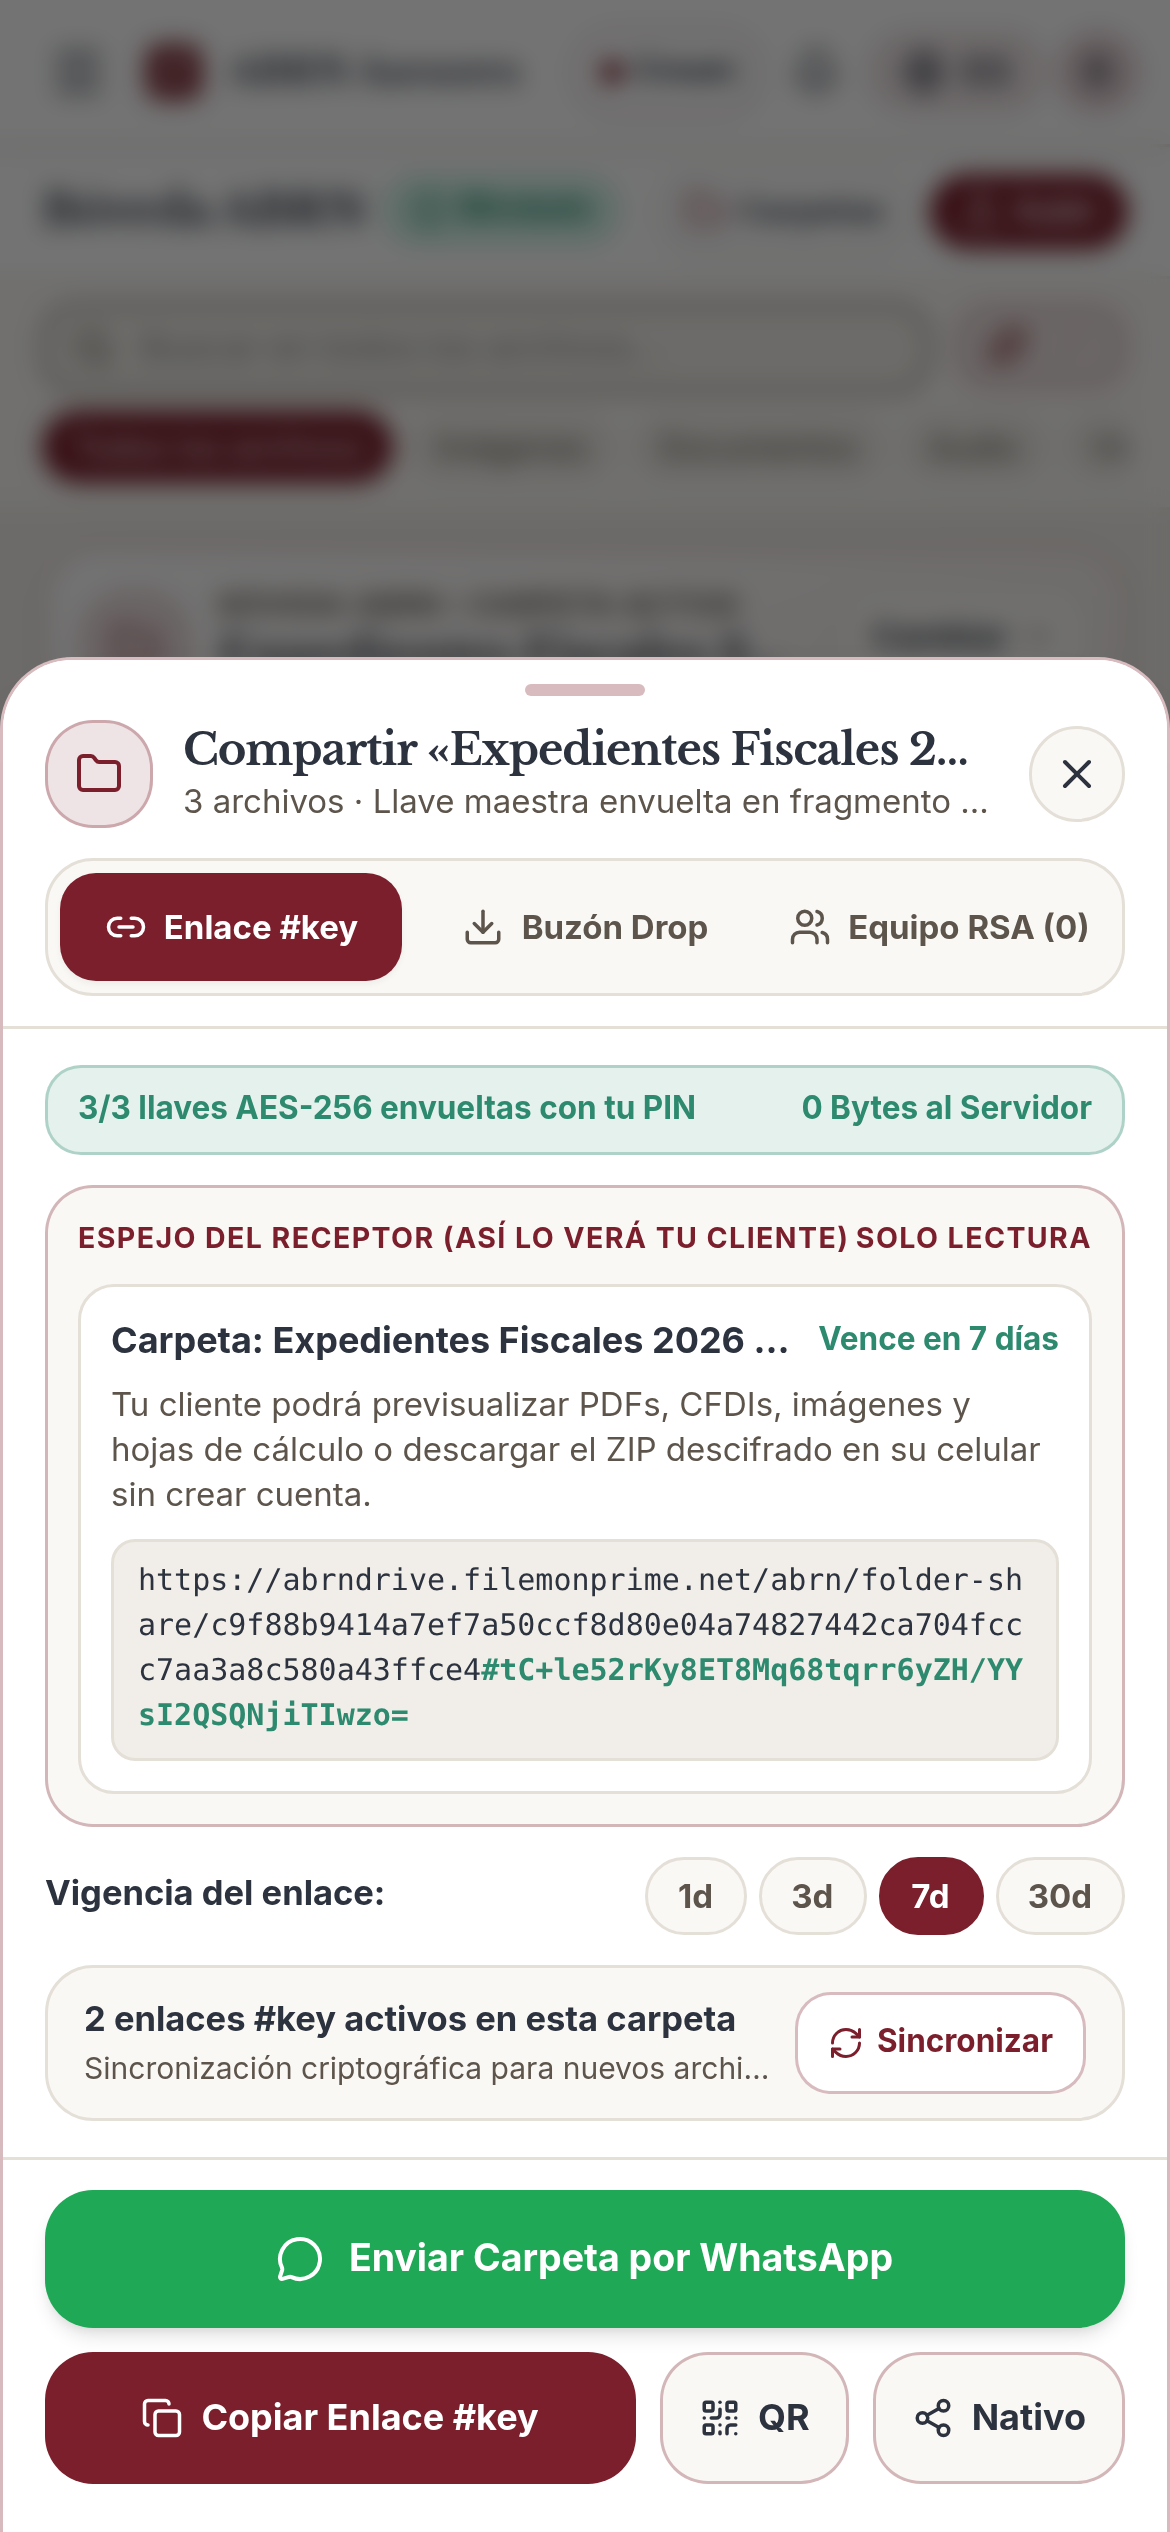 Compartir «Expedientes Fiscales 2...
3 archivos · Llave maestra envuelta en fragmento ...
Enlace #key
Buzón Drop
Equipo RSA (0)
3/3 llaves AES-256 envueltas con tu PIN
0 Bytes al Servidor
ESPEJO DEL RECEPTOR (ASÍ LO VERÁ TU CLIENTE) SOLO LECTURA
Carpeta: Expedientes Fiscales 2026 ...
Vence en 7 días
Tu cliente podrá previsualizar PDFs, CFDIs, imágenes y
hojas de cálculo o descargar el ZIP descifrado en su celular
sin crear cuenta.
https://abrndrive.filemonprime.net/abrn/folder-sh
are/c9f88b9414a7ef7a50ccf8d80e04a74827442ca704fcc
c7aa3a8c580a43ffce4#tC+le52rKy8ET8Mq68tqrr6yZH/YY
sI2QSQNjiTIwzo=
Vigencia del enlace:
1d
3d
7d
30d
2 enlaces #key activos en esta carpeta
Sincronización criptográfica para nuevos archi...
Sincronizar
Enviar Carpeta por WhatsApp
Copiar Enlace #key
QR
Nativo